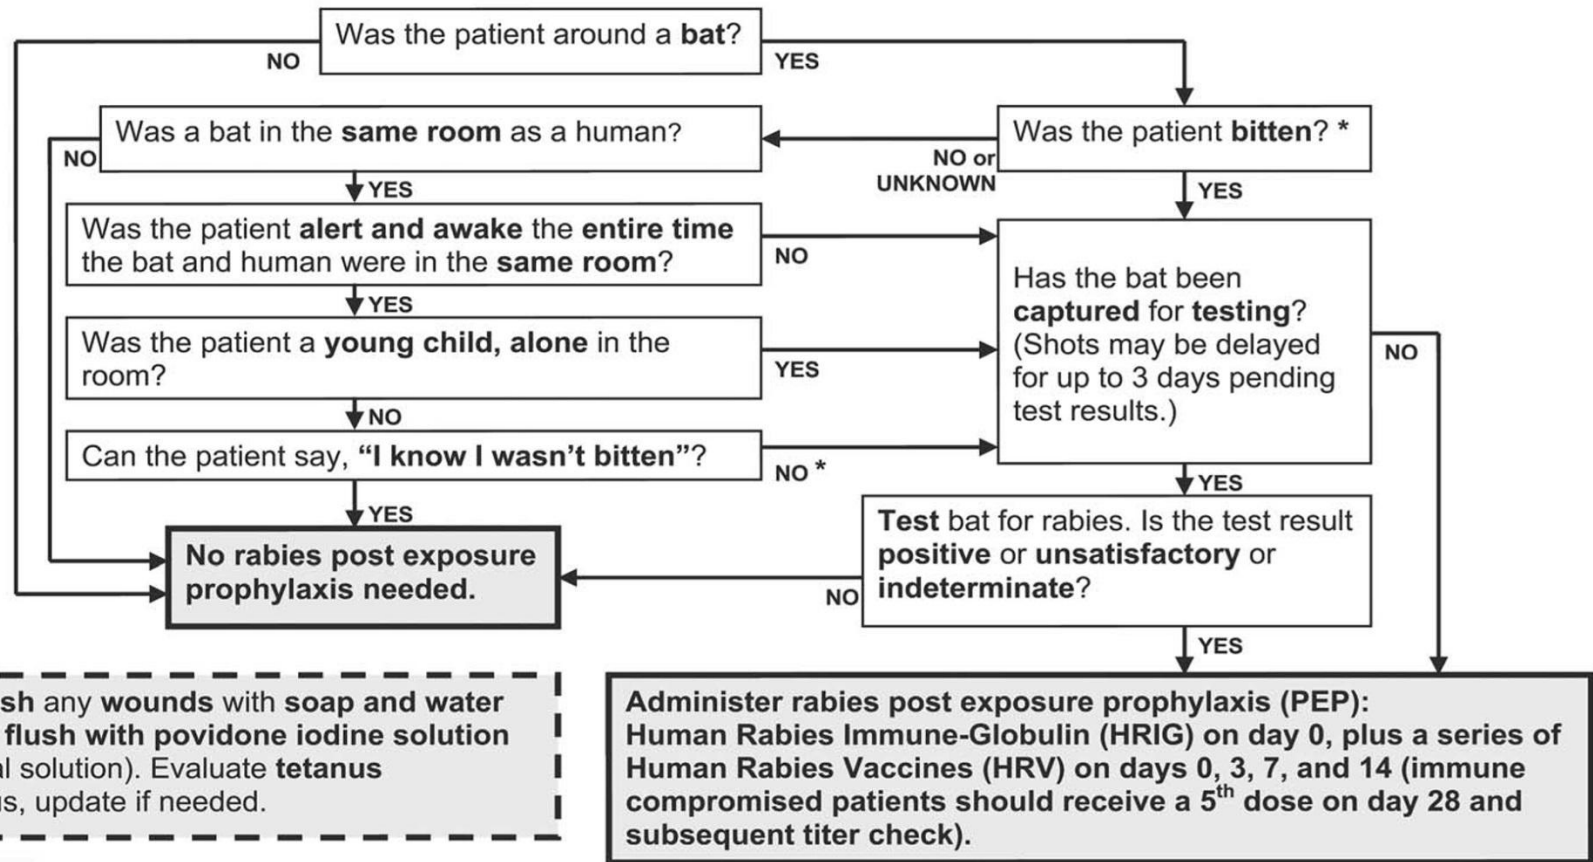 Was the patient around a bat?
NO
YES
Was a bat in the same room as a human?
Was the patient bitten? *
NO
NO or
UNKNOWN
YES
YES
Was the patient alert and awake the entire time
the bat and human were in the same room?
NO
YES
Has the bat been
captured for testing?
(Shots may be delayed
for up to 3 days pending
test results.)
NO
Was the patient a young child, alone in the
room?
YES
NO
Can the patient say, “I know I wasn’t bitten”?
NO *
YES
YES
Test bat for rabies. Is the test result
positive or unsatisfactory or
indeterminate?
No rabies post exposure
prophylaxis needed.
NO
YES
sh any wounds with soap and water
flush with povidone iodine solution
al solution). Evaluate tetanus
us, update if needed.
Administer rabies post exposure prophylaxis (PEP):
Human Rabies Immune-Globulin (HRIG) on day 0, plus a series of
Human Rabies Vaccines (HRV) on days 0, 3, 7, and 14 (immune
compromised patients should receive a 5th dose on day 28 and
subsequent titer check).